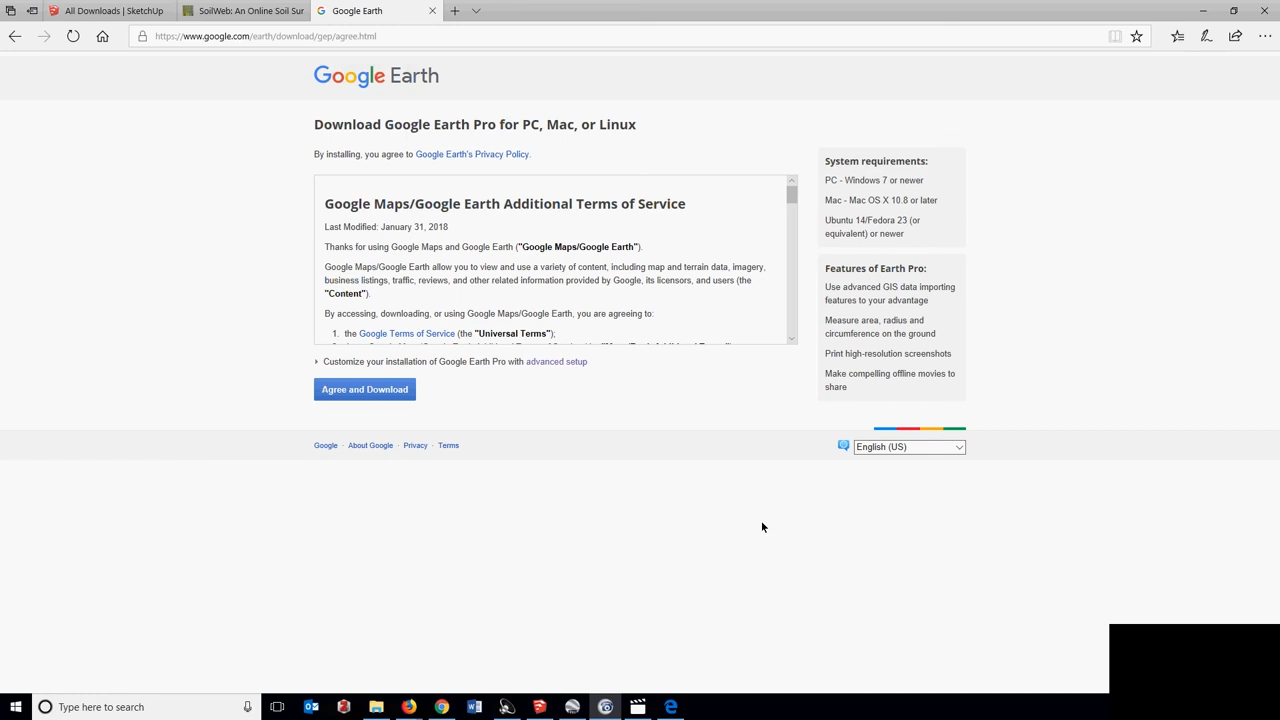 All Downloads | SketchUp
SoilWeb: An Online Soil Sur
Google Earth
https://www.google.com/earth/download/gep/agree.html
Google Earth
Download Google Earth Pro for PC, Mac, or Linux
By installing, you agree to Google Earth's Privacy Policy.
Google Maps/Google Earth Additional Terms of Service
Last Modified: January 31, 2018
Thanks for using Google Maps and Google Earth ("Google Maps/Google Earth").
Google Maps/Google Earth allow you to view and use a variety of content, including map and terrain data, imagery,
business listings, traffic, reviews, and other related information provided by Google, its licensors, and users (the
"Content").
By accessing, downloading, or using Google Maps/Google Earth, you are agreeing to:
1. the Google Terms of Service (the "Universal Terms");
Customize your installation of Google Earth Pro with advanced setup
Agree and Download
System requirements:
PC - Windows 7 or newer
Mac - Mac OS X 10.8 or later
Ubuntu 14/Fedora 23 (or
equivalent) or newer
Features of Earth Pro:
Use advanced GIS data importing
features to your advantage
Measure area, radius and
circumference on the ground
Print high-resolution screenshots
Make compelling offline movies to
share
Google · About Google · Privacy · Terms
English (US)
Type here to search